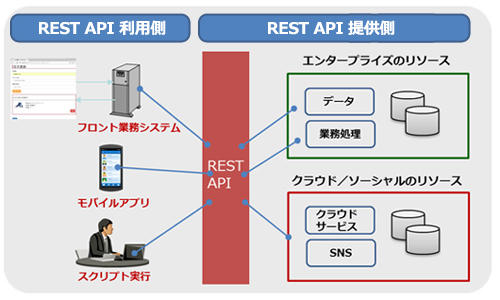 REST API 利用側
REST API 提供側
エンタープライズのリソース
データ
業務処理
フロント業務システム
REST
API
モバイルアプリ
クラウド／ソーシャルのリソース
クラウド
サービス
SNS
スクリプト実行